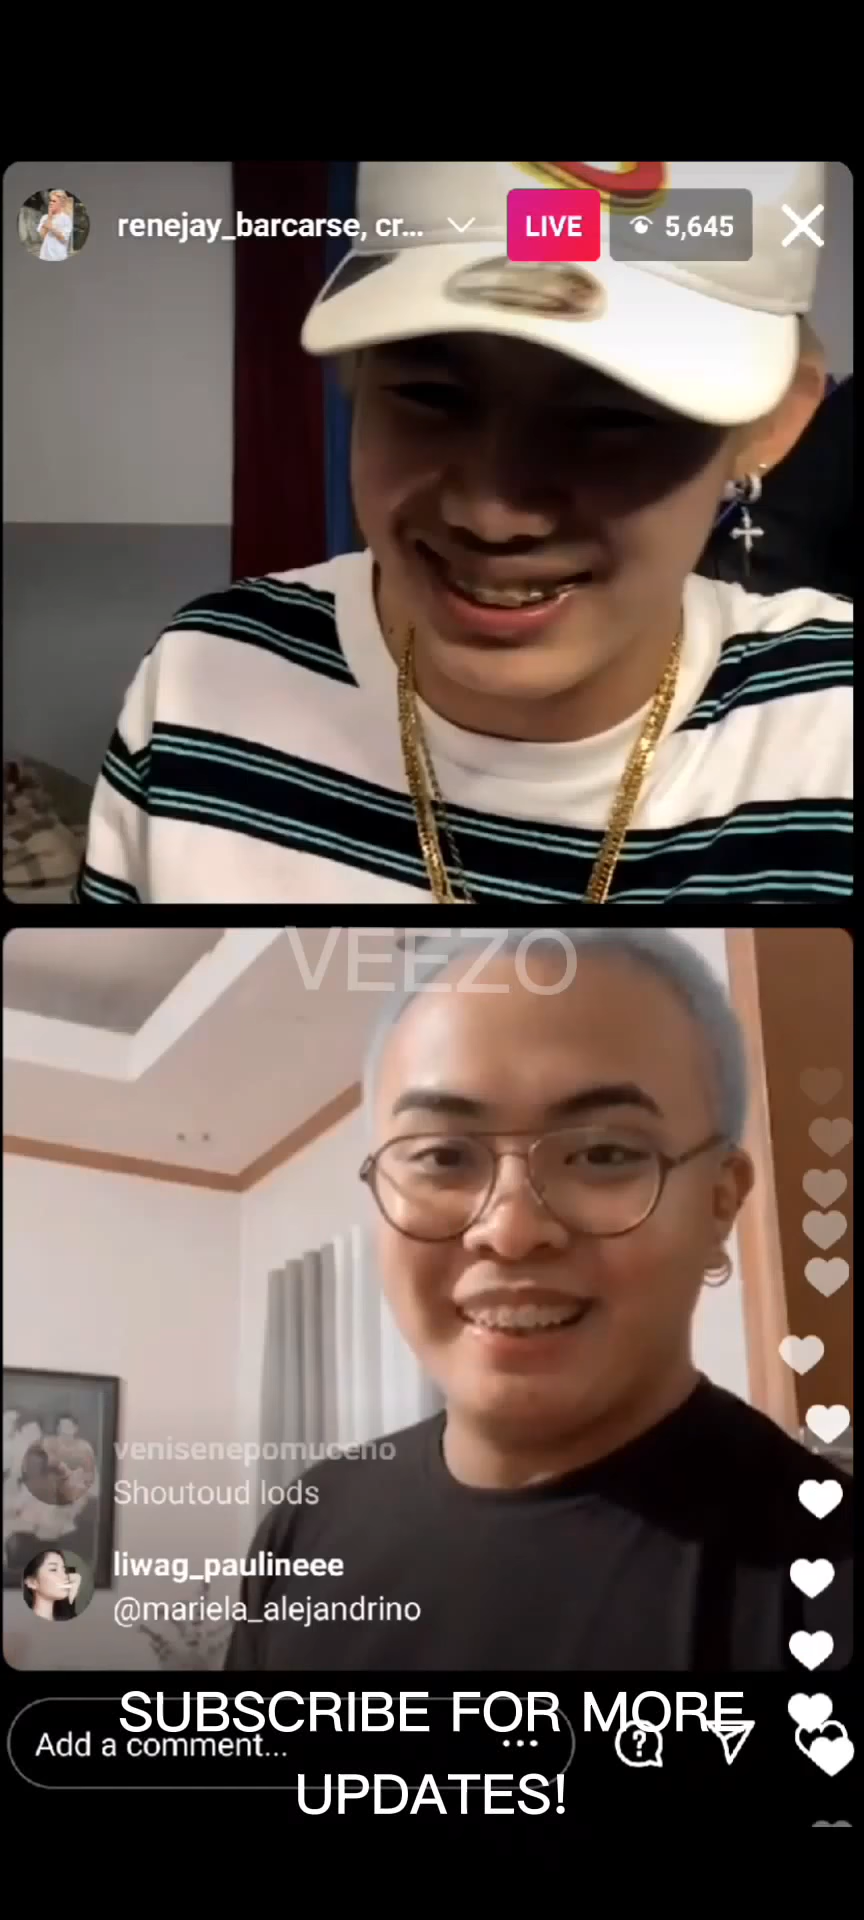 renejay_barcarse, cr...
LIVE
5,645
VEEZO
venisenepomuceno
Shoutoud lods
liwag_paulineee
@mariela_alejandrino
SUBSCRIBE FOR MORE
UPDATES!
Add a comment...